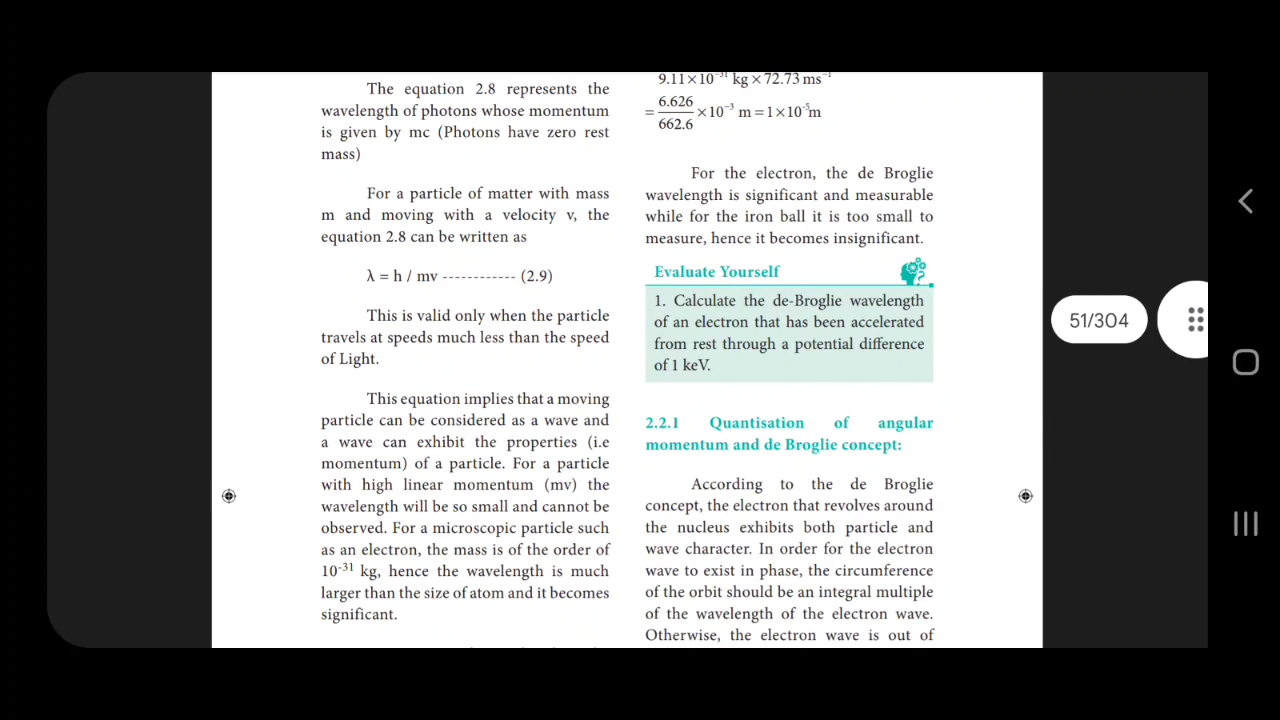 The equation 2.8 represents the
wavelength of photons whose momentum
is given by mc (Photons have zero rest
mass)
For a particle of matter with mass
m and moving with a velocity v, the
equation 2.8 can be written as
λ = h / mv ------------ (2.9)
This is valid only when the particle
travels at speeds much less than the speed
of Light.
This equation implies that a moving
particle can be considered as a wave and
a wave can exhibit the properties (i.e
momentum) of a particle. For a particle
with high linear momentum (mv) the
wavelength will be so small and cannot be
observed. For a microscopic particle such
as an electron, the mass is of the order of
10⁻³¹ kg, hence the wavelength is much
larger than the size of atom and it becomes
significant.
9.11×10⁻³¹ kg × 72.73 ms⁻¹
= 6.626/662.6 ×10⁻³ m = 1×10⁻⁵m
For the electron, the de Broglie
wavelength is significant and measurable
while for the iron ball it is too small to
measure, hence it becomes insignificant.
Evaluate Yourself
1. Calculate the de-Broglie wavelength
of an electron that has been accelerated
from rest through a potential difference
of 1 keV.
2.2.1 Quantisation of angular
momentum and de Broglie concept:
According to the de Broglie
concept, the electron that revolves around
the nucleus exhibits both particle and
wave character. In order for the electron
wave to exist in phase, the circumference
of the orbit should be an integral multiple
of the wavelength of the electron wave.
Otherwise, the electron wave is out of
51/304